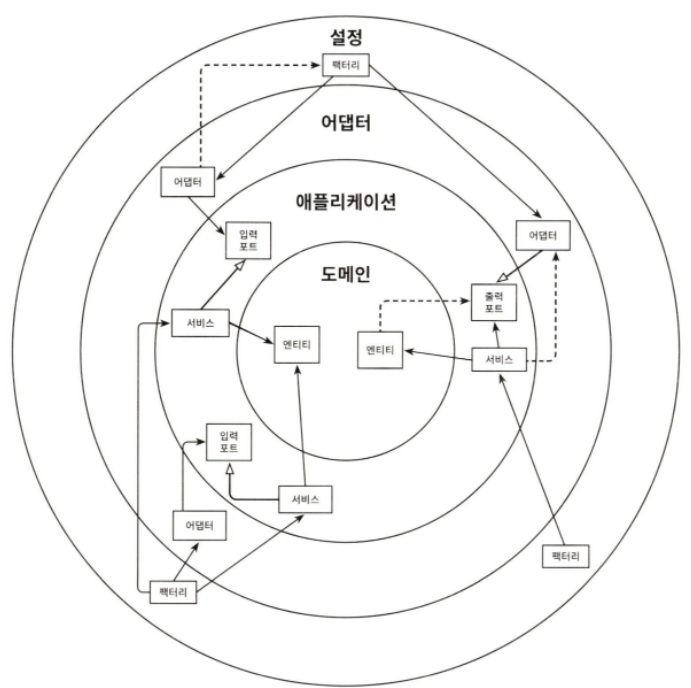 설정
팩터리
어댑터
어댑터
애플리케이션
입력
포트
어댑터
도메인
출력
포트
서비스
엔티티
엔티티
서비스
입력
포트
서비스
어댑터
팩터리
팩터리